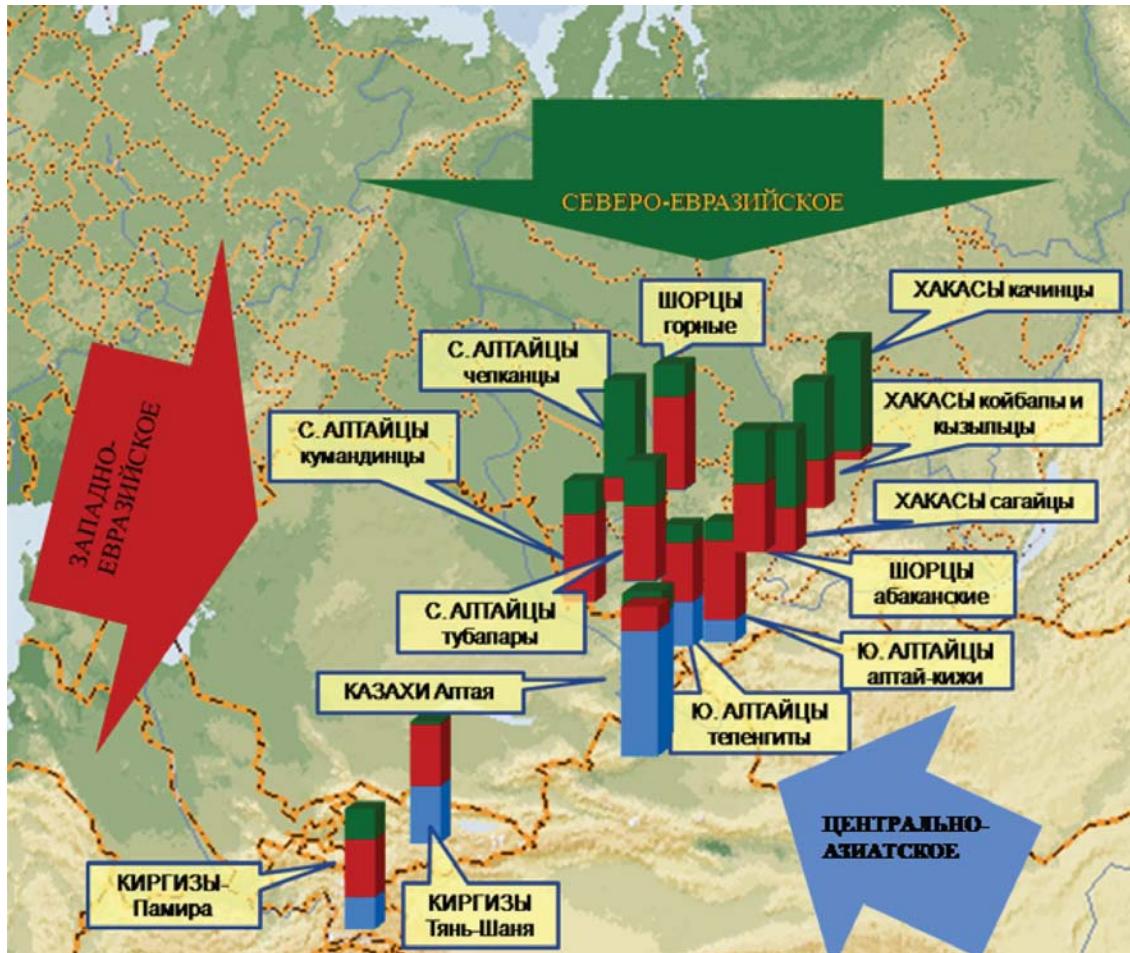 СЕВЕРО-ЕВРАЗИЙСКОЕ
ЗАПАДНО-
ЕВРАЗИЙСКОЕ
ШОРЦЫ
горные
ХАКАСЫ качинцы
С. АЛТАЙЦЫ
челканцы
ХАКАСЫ койбалы и
кызыльцы
С. АЛТАЙЦЫ
кумандинцы
ХАКАСЫ сагайцы
ШОРЦЫ
абаканские
С. АЛТАЙЦЫ
тубалары
Ю. АЛТАЙЦЫ
алтай-кижи
КАЗАХИ Алтая
Ю. АЛТАЙЦЫ
теленгиты
ЦЕНТРАЛЬНО-
АЗИАТСКОЕ
КИРГИЗЫ-
Памира
КИРГИЗЫ
Тянь-Шаня